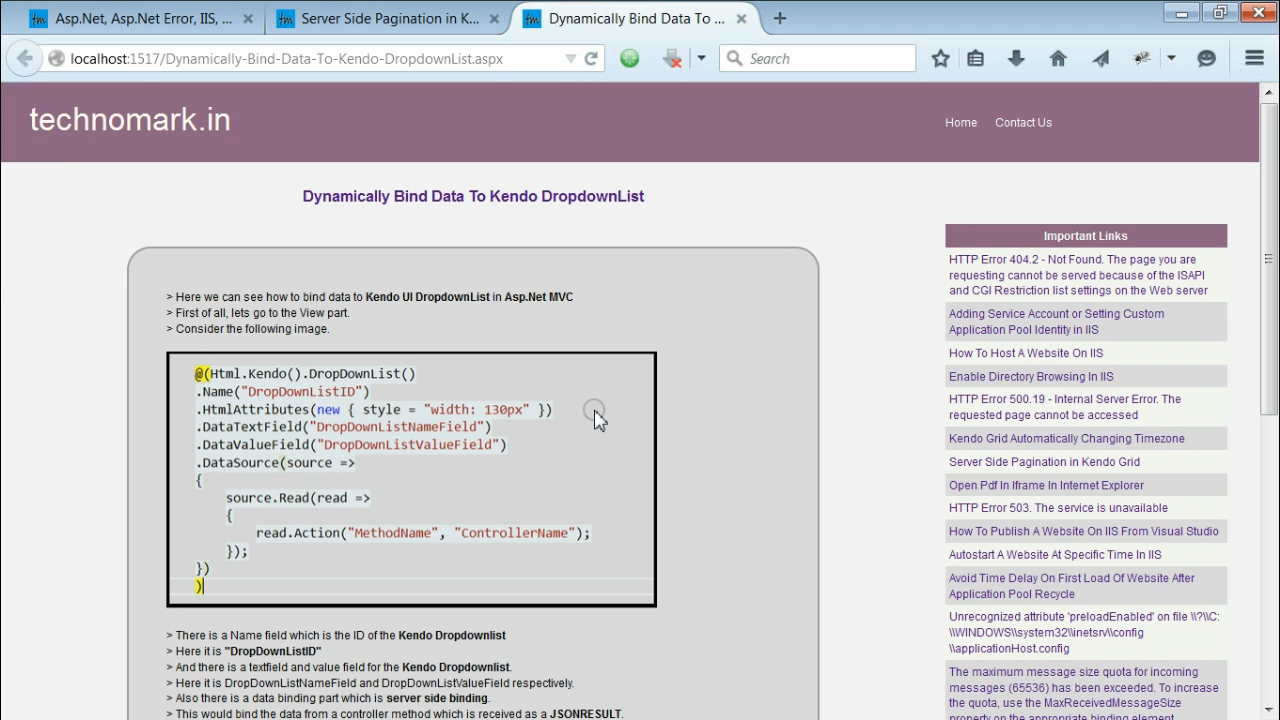 Asp.Net, Asp.Net Error, IIS, ...
Server Side Pagination in K...
Dynamically Bind Data To ...
localhost:1517/Dynamically-Bind-Data-To-Kendo-DropdownList.aspx
Search
technomark.in
Home
Contact Us
Dynamically Bind Data To Kendo DropdownList
> Here we can see how to bind data to Kendo UI DropdownList in Asp.Net MVC
> First of all, lets go to the View part.
> Consider the following image.
@(Html.Kendo().DropDownList()
.Name("DropDownListID")
.HtmlAttributes(new { style = "width: 130px" })
.DataTextField("DropDownListNameField")
.DataValueField("DropDownListValueField")
.DataSource(source =>
{
source.Read(read =>
{
read.Action("MethodName", "ControllerName");
});
})
)
> There is a Name field which is the ID of the Kendo Dropdownlist
> Here it is "DropDownListID"
> And there is a textfield and value field for the Kendo Dropdownlist.
> Here it is DropDownListNameField and DropDownListValueField respectively.
> Also there is a data binding part which is server side binding.
> This would bind the data from a controller method which is received as a JSONRESULT.
Important Links
HTTP Error 404.2 - Not Found. The page you are
requesting cannot be served because of the ISAPI
and CGI Restriction list settings on the Web server
Adding Service Account or Setting Custom
Application Pool Identity in IIS
How To Host A Website On IIS
Enable Directory Browsing In IIS
HTTP Error 500.19 - Internal Server Error. The
requested page cannot be accessed
Kendo Grid Automatically Changing Timezone
Server Side Pagination in Kendo Grid
Open Pdf In Iframe In Internet Explorer
HTTP Error 503. The service is unavailable
How To Publish A Website On IIS From Visual Studio
Autostart A Website At Specific Time In IIS
Avoid Time Delay On First Load Of Website After
Application Pool Recycle
Unrecognized attribute 'preloadEnabled' on file \\?\C:
\\WINDOWS\\system32\inetsrv\\config
\\applicationHost.config
The maximum message size quota for incoming
messages (65536) has been exceeded. To increase
the quota, use the MaxReceivedMessageSize
property on the appropriate binding element